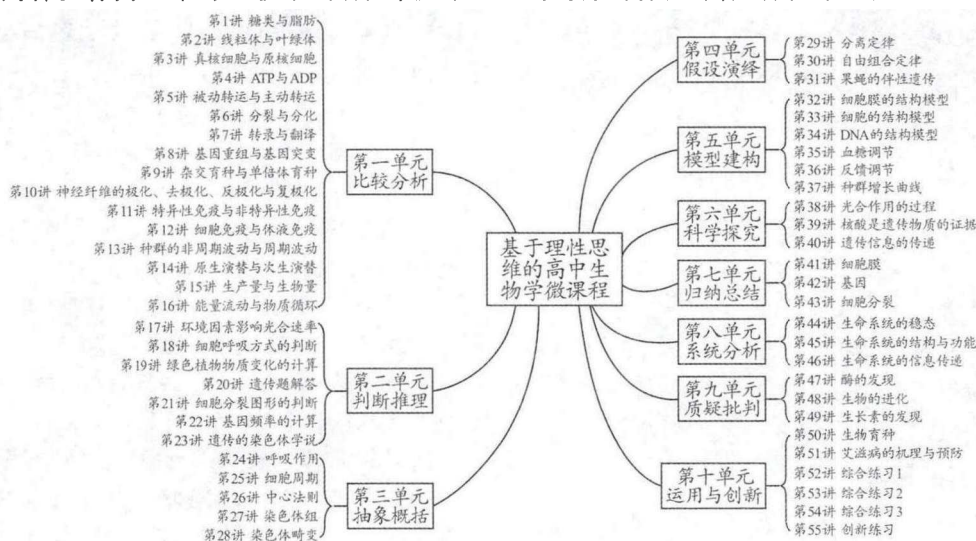 基于理性思
维的高中生
物学微课程
第一单元
比较分析
第1讲 糖类与脂肪
第2讲 线粒体与叶绿体
第3讲 真核细胞与原核细胞
第4讲 ATP与ADP
第5讲 被动转运与主动转运
第6讲 分裂与分化
第7讲 转录与翻译
第8讲 基因重组与基因突变
第9讲 杂交育种与单倍体育种
第10讲 神经纤维的极化、去极化、反极化与复极化
第11讲 特异性免疫与非特异性免疫
第12讲 细胞免疫与体液免疫
第13讲 种群的非周期波动与周期波动
第14讲 原生演替与次生演替
第15讲 生产量与生物量
第16讲 能量流动与物质循环
第二单元
判断推理
第17讲 环境因素影响光合速率
第18讲 细胞呼吸方式的判断
第19讲 绿色植物物质变化的计算
第20讲 遗传题解答
第21讲 细胞分裂图形的判断
第22讲 基因频率的计算
第23讲 遗传的染色体学说
第三单元
抽象概括
第24讲 呼吸作用
第25讲 细胞周期
第26讲 中心法则
第27讲 染色体组
第28讲 染色体畸变
第四单元
假设演绎
第29讲 分离定律
第30讲 自由组合定律
第31讲 果蝇的伴性遗传
第五单元
模型建构
第32讲 细胞膜的结构模型
第33讲 细胞的结构模型
第34讲 DNA的结构模型
第35讲 血糖调节
第36讲 反馈调节
第37讲 种群增长曲线
第六单元
科学探究
第38讲 光合作用的过程
第39讲 核酸是遗传物质的证据
第40讲 遗传信息的传递
第七单元
归纳总结
第41讲 细胞膜
第42讲 基因
第43讲 细胞分裂
第八单元
系统分析
第44讲 生命系统的稳态
第45讲 生命系统的结构与功能
第46讲 生命系统的信息传递
第九单元
质疑批判
第47讲 酶的发现
第48讲 生物的进化
第49讲 生长素的发现
第十单元
运用与创新
第50讲 生物育种
第51讲 艾滋病的机理与预防
第52讲 综合练习1
第53讲 综合练习2
第54讲 综合练习3
第55讲 创新练习